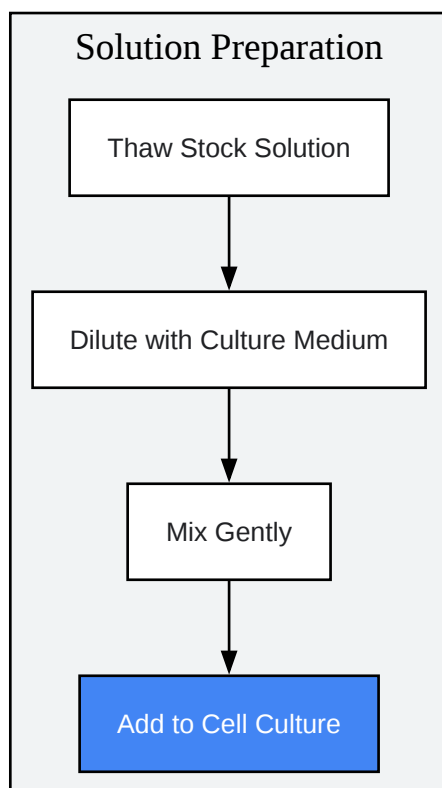 Solution Preparation
Thaw Stock Solution
Dilute with Culture Medium
Mix Gently
Add to Cell Culture